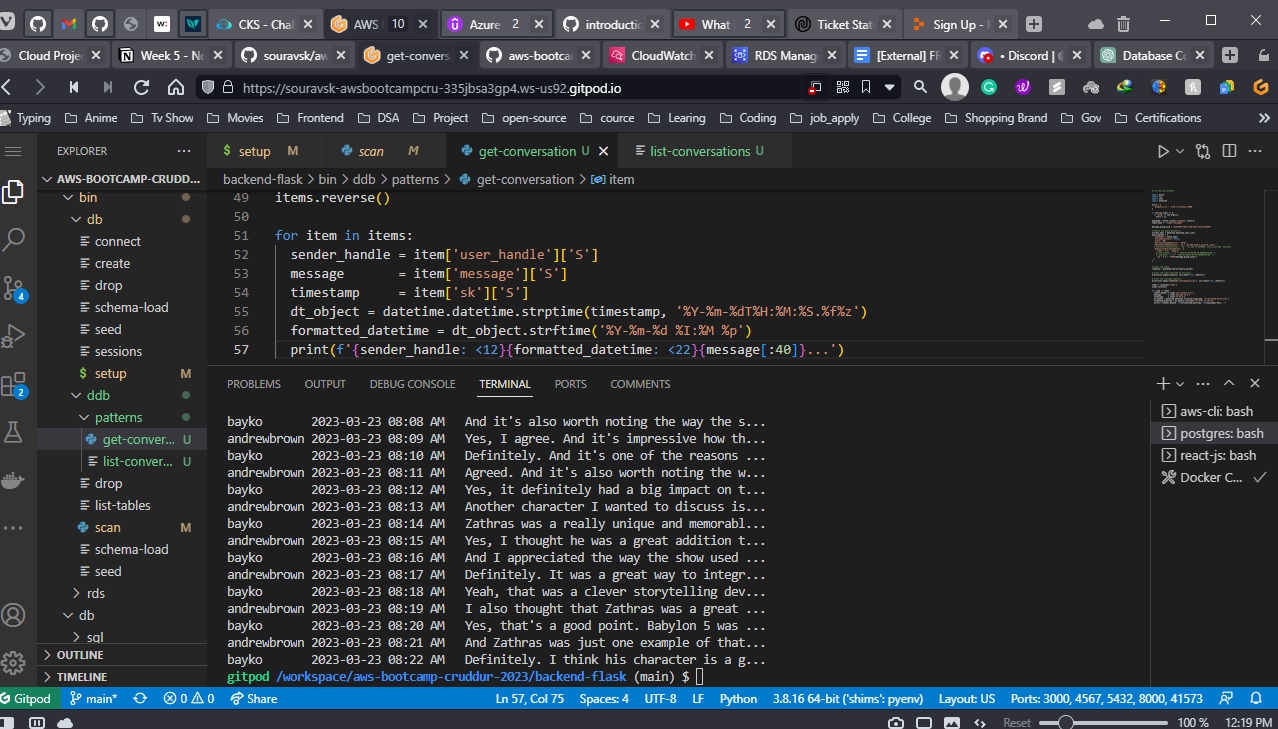 CKS - Chal
AWS 10
Azure 2
introductic
What i 2
Ticket Stat
Sign Up - I
Cloud Projec
Week 5 - No
souravsk/aw
get-convers
aws-bootca
CloudWatch
RDS Manag
[External] FR
• Discord | @
Database Co
https://souravsk-awsbootcampcru-335jbsa3gp4.ws-us92.gitpod.io
Typing Anime Tv Show Movies Frontend DSA Project open-source cource Learing Coding job_apply College Shopping Brand Gov Certifications
EXPLORER
setup M
scan M
get-conversation U
list-conversations U
AWS-BOOTCAMP-CRUDD...
backend-flask > bin > ddb > patterns > get-conversation > item
bin
db
connect
create
drop
schema-load
seed
sessions
setup M
ddb
patterns
get-conver... U
list-conver... U
drop
list-tables
scan M
schema-load
seed
rds
db
sql
OUTLINE
TIMELINE
4
2
49 items.reverse()
50
51 for item in items:
52 sender_handle = item['user_handle']['S']
53 message = item['message']['S']
54 timestamp = item['sk']['S']
55 dt_object = datetime.datetime.strptime(timestamp, '%Y-%m-%dT%H:%M:%S.%f%z')
56 formatted_datetime = dt_object.strftime('%Y-%m-%d %I:%M %p')
57 print(f'{sender_handle: <12}{formatted_datetime: <22}{message[:40]}...')
PROBLEMS OUTPUT DEBUG CONSOLE TERMINAL PORTS COMMENTS
bayko 2023-03-23 08:08 AM And it's also worth noting the way the s...
andrewbrown 2023-03-23 08:09 AM Yes, I agree. And it's impressive how th...
bayko 2023-03-23 08:10 AM Definitely. And it's one of the reasons ...
andrewbrown 2023-03-23 08:11 AM Agreed. And it's also worth noting the w...
bayko 2023-03-23 08:12 AM Yes, it definitely had a big impact on t...
andrewbrown 2023-03-23 08:13 AM Another character I wanted to discuss is...
bayko 2023-03-23 08:14 AM Zathras was a really unique and memorabl...
andrewbrown 2023-03-23 08:15 AM Yes, I thought he was a great addition t...
bayko 2023-03-23 08:16 AM And I appreciated the way the show used ...
andrewbrown 2023-03-23 08:17 AM Definitely. It was a great way to integr...
bayko 2023-03-23 08:18 AM Yeah, that was a clever storytelling dev...
andrewbrown 2023-03-23 08:19 AM I also thought that Zathras was a great ...
bayko 2023-03-23 08:20 AM Yes, that's a good point. Babylon 5 was ...
andrewbrown 2023-03-23 08:21 AM And Zathras was just one example of that...
bayko 2023-03-23 08:22 AM Definitely. I think his character is a g...
gitpod /workspace/aws-bootcamp-cruddur-2023/backend-flask (main) $
aws-cli: bash
postgres: bash
react-js: bash
Docker C...
Gitpod main* 0 0 Share Ln 57, Col 75 Spaces: 4 UTF-8 LF Python 3.8.16 64-bit ('shims': pyenv) Layout: US Ports: 3000, 4567, 5432, 8000, 41573
Reset 100 % 12:19 PM